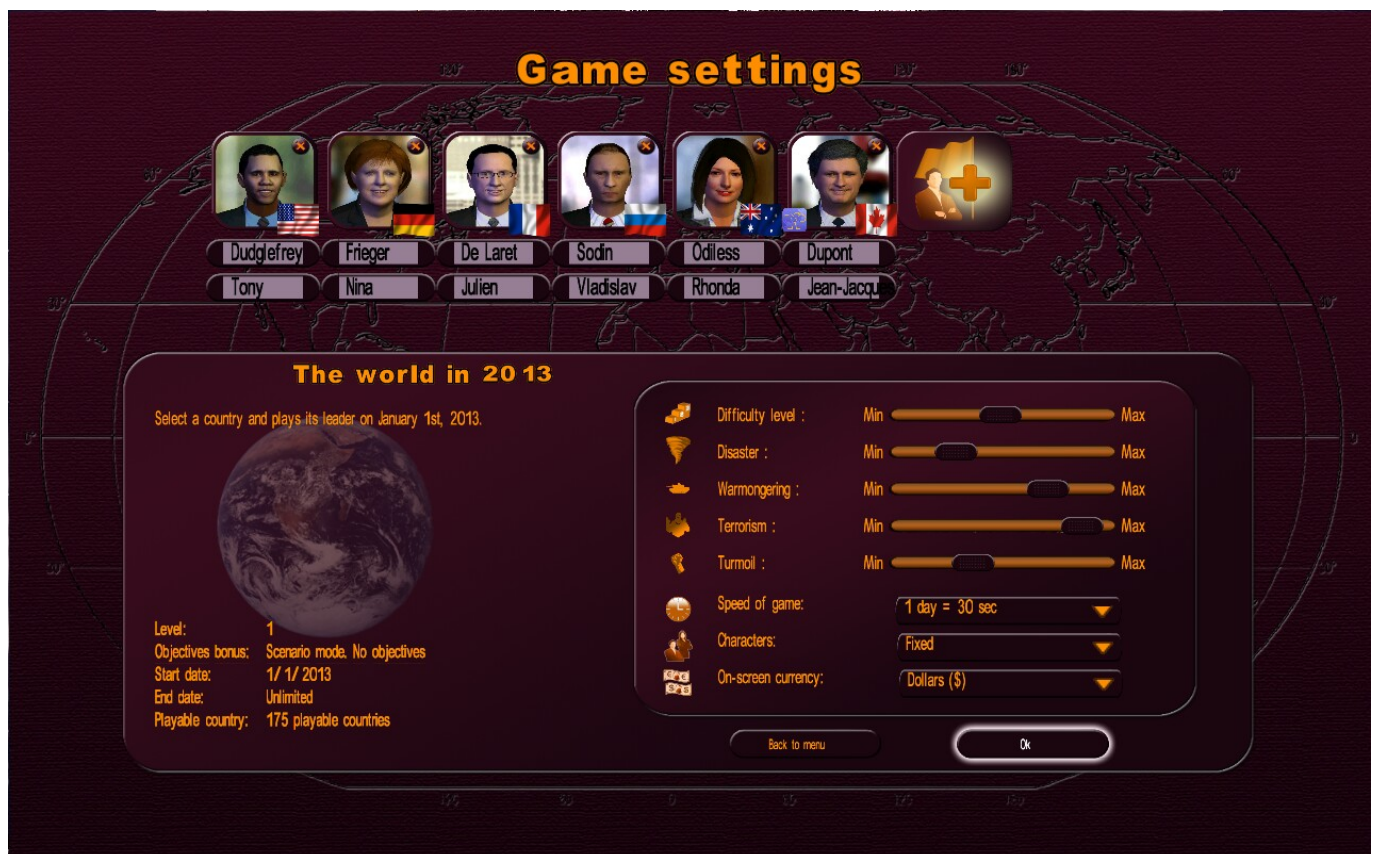 Game settings
Dudglefrey Frieger De Laret Sodin Odiless Dupont
Tony Nina Julien Vladislav Rhonda Jean-Jacques
The world in 2013
Select a country and plays its leader on January 1st, 2013.
Level: 1
Objectives bonus: Scenario mode. No objectives
Start date: 1/ 1/ 2013
End date: Unlimited
Playable country: 175 playable countries
Difficulty level : Min Max
Disaster : Min Max
Warmongering : Min Max
Terrorism : Min Max
Turmoil : Min Max
Speed of game: 1 day = 30 sec
Characters: Fixed
On-screen currency: Dollars ($)
Back to menu Ok